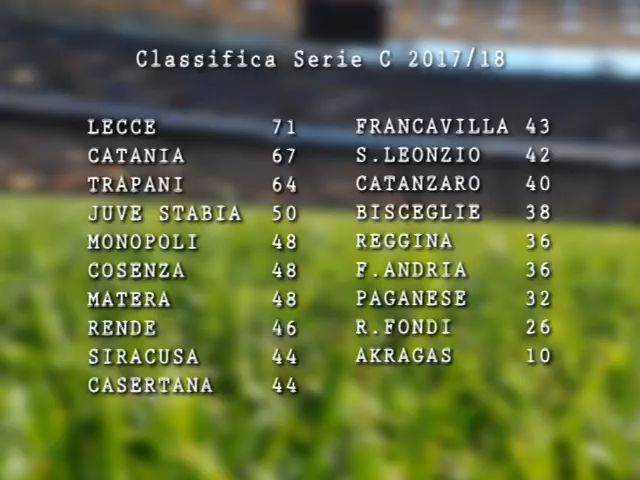 Classifica Serie C 2017/18
LECCE 71
CATANIA 67
TRAPANI 64
JUVE STABIA 50
MONOPOLI 48
COSENZA 48
MATERA 48
RENDE 46
SIRACUSA 44
CASERTANA 44
FRANCAVILLA 43
S.LEONZIO 42
CATANZARO 40
BISCEGLIE 38
REGGINA 36
F.ANDRIA 36
PAGANESE 32
R.FONDI 26
AKRAGAS 10